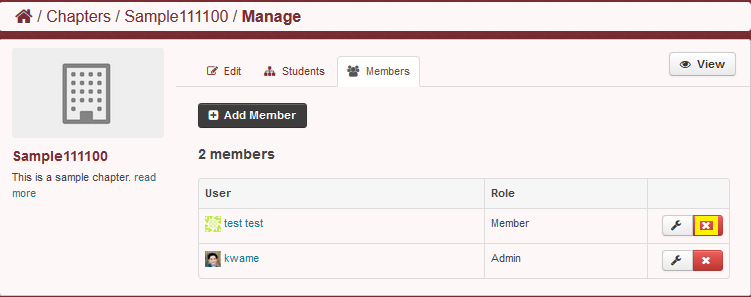 / Chapters / Sample111100 / Manage
Edit
Students
Members
View
Add Member
Sample111100
This is a sample chapter. read
more
2 members
User Role
test test Member
kwame Admin